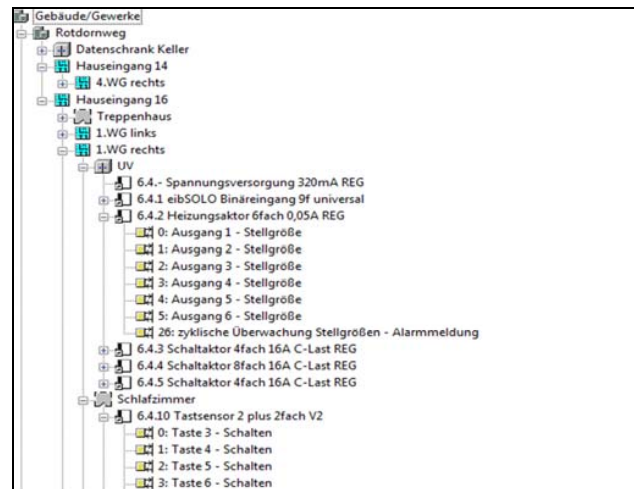 Gebäude/Gewerke
Rotdornweg
Datenschrank Keller
Hauseingang 14
4.WG rechts
Hauseingang 16
Treppenhaus
1.WG links
1.WG rechts
UV
6.4.- Spannungsversorgung 320mA REG
6.4.1 eibSOLO Binäreingang 9f universal
6.4.2 Heizungsaktor 6fach 0,05A REG
0: Ausgang 1 - Stellgröße
1: Ausgang 2 - Stellgröße
2: Ausgang 3 - Stellgröße
3: Ausgang 4 - Stellgröße
4: Ausgang 5 - Stellgröße
5: Ausgang 6 - Stellgröße
26: zyklische Überwachung Stellgrößen - Alarmmeldung
6.4.3 Schaltaktor 4fach 16A C-Last REG
6.4.4 Schaltaktor 8fach 16A C-Last REG
6.4.5 Schaltaktor 4fach 16A C-Last REG
Schlafzimmer
6.4.10 Tastsensor 2 plus 2fach V2
0: Taste 3 - Schalten
1: Taste 4 - Schalten
2: Taste 5 - Schalten
3: Taste 6 - Schalten